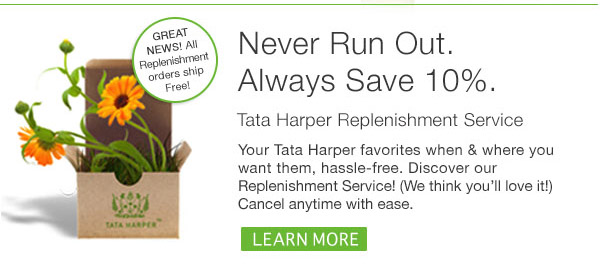 GREAT
NEWS! All
Replenishment
orders ship
Free!
Never Run Out.
Always Save 10%.
Tata Harper Replenishment Service
Your Tata Harper favorites when & where you
want them, hassle-free. Discover our
Replenishment Service! (We think you'll love it!)
Cancel anytime with ease.
LEARN MORE
TATA HARPER™